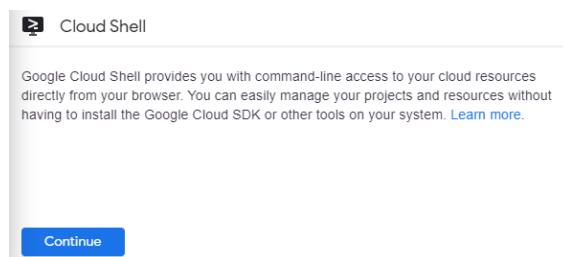 Cloud Shell
Google Cloud Shell provides you with command-line access to your cloud resources
directly from your browser. You can easily manage your projects and resources without
having to install the Google Cloud SDK or other tools on your system. Learn more.
Continue